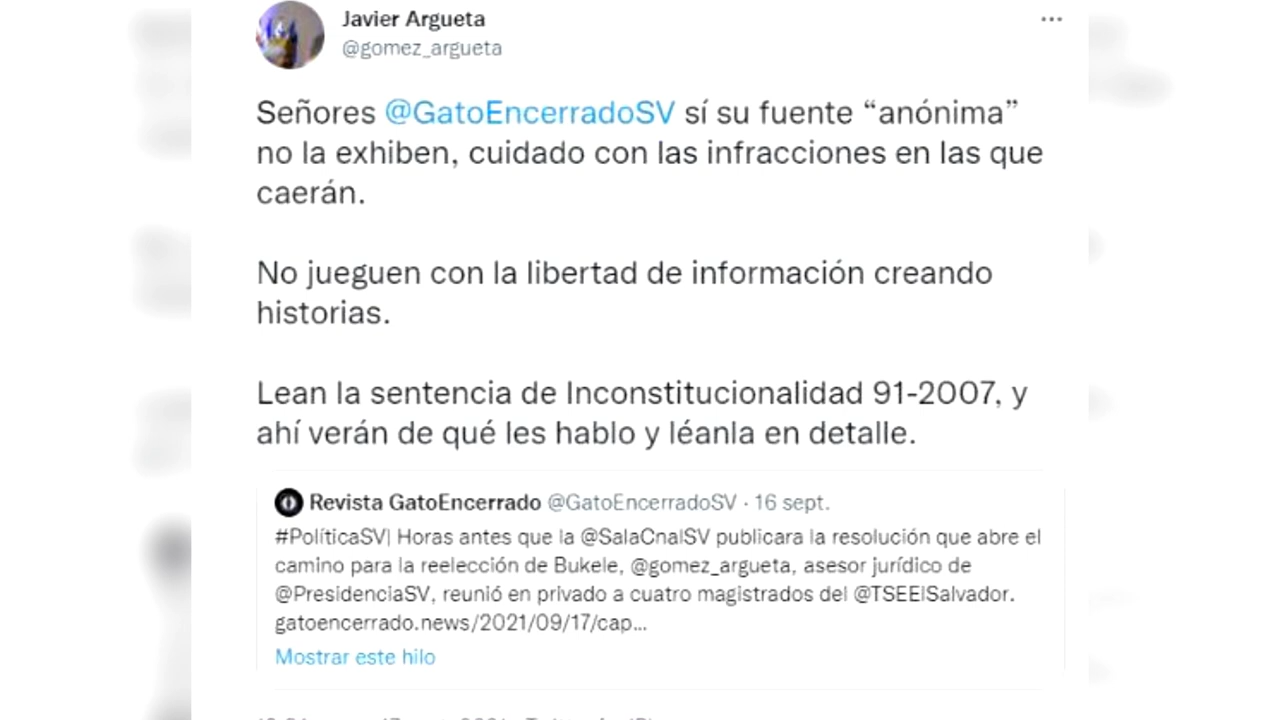 Javier Argueta
@gomez_argueta
Señores @GatoEncerradoSV sí su fuente “anónima”
no la exhiben, cuidado con las infracciones en las que
caerán.
No jueguen con la libertad de información creando
historias.
Lean la sentencia de Inconstitucionalidad 91-2007, y
ahí verán de qué les hablo y léanla en detalle.
Revista GatoEncerrado @GatoEncerradoSV · 16 sept.
#PolíticaSV| Horas antes que la @SalaCnalSV publicara la resolución que abre el
camino para la reelección de Bukele, @gomez_argueta, asesor jurídico de
@PresidenciaSV, reunió en privado a cuatro magistrados del @TSEElSalvador.
gatoencerrado.news/2021/09/17/cap...
Mostrar este hilo